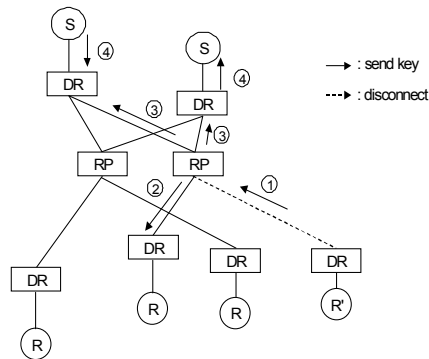 S
④
S
④
DR
DR
③
③
RP
RP
②
①
DR
DR
DR
DR
R
R
R
R'
: send key
: disconnect